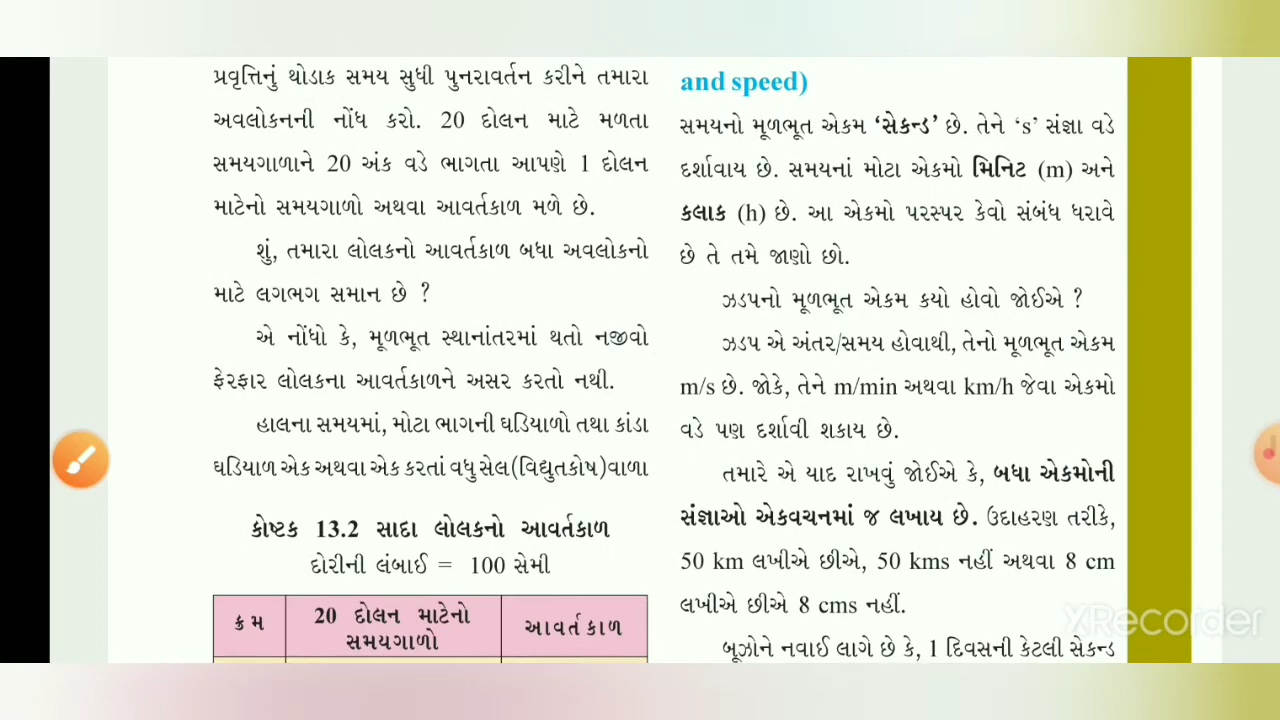 પ્રવૃત્તિનું થોડાક સમય સુધી પુનરાવર્તન કરીને તમારા
અવલોકનની નોંધ કરો. 20 દોલન માટે મળતા
સમયગાળાને 20 અંક વડે ભાગતા આપણે 1 દોલન
માટેનો સમયગાળો અથવા આવર્તકાળ મળે છે.
શું, તમારા લોલકનો આવર્તકાળ બધા અવલોકનો
માટે લગભગ સમાન છે ?
એ નોંધો કે, મૂળભૂત સ્થાનાંતરમાં થતો નજીવો
ફેરફાર લોલકના આવર્તકાળને અસર કરતો નથી.
હાલના સમયમાં, મોટા ભાગની ઘડિયાળો તથા કાંડા
ઘડિયાળ એક અથવા એક કરતાં વધુ સેલ(વિદ્યુતકોષ)વાળા
કોષ્ટક 13.2 સાદા લોલકનો આવર્તકાળ
દોરીની લંબાઈ = 100 સેમી
ક્રમ
20 દોલન માટેનો
સમયગાળો
આવર્તકાળ
and speed)
સમયનો મૂળભૂત એકમ ‘સેકન્ડ’ છે. તેને ‘s’ સંજ્ઞા વડે
દર્શાવાય છે. સમયનાં મોટા એકમો મિનિટ (m) અને
કલાક (h) છે. આ એકમો પરસ્પર કેવો સંબંધ ધરાવે
છે તે તમે જાણો છો.
ઝડપનો મૂળભૂત એકમ કયો હોવો જોઈએ ?
ઝડપ એ અંતર/સમય હોવાથી, તેનો મૂળભૂત એકમ
m/s છે. જોકે, તેને m/min અથવા km/h જેવા એકમો
વડે પણ દર્શાવી શકાય છે.
તમારે એ યાદ રાખવું જોઈએ કે, બધા એકમોની
સંજ્ઞાઓ એકવચનમાં જ લખાય છે. ઉદાહરણ તરીકે,
50 km લખીએ છીએ, 50 kms નહીં અથવા 8 cm
લખીએ છીએ 8 cms નહીં.
બૂઝોને નવાઈ લાગે છે કે, 1 દિવસની કેટલી સેકન્ડ
XRecorder